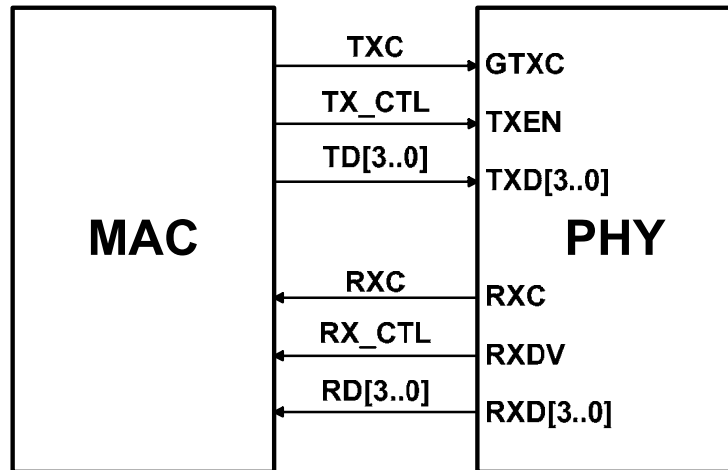 TXC
GTXC
TX_CTL
TXEN
TD[3..0]
TXD[3..0]
MAC
PHY
RXC
RXC
RX_CTL
RXDV
RD[3..0]
RXD[3..0]